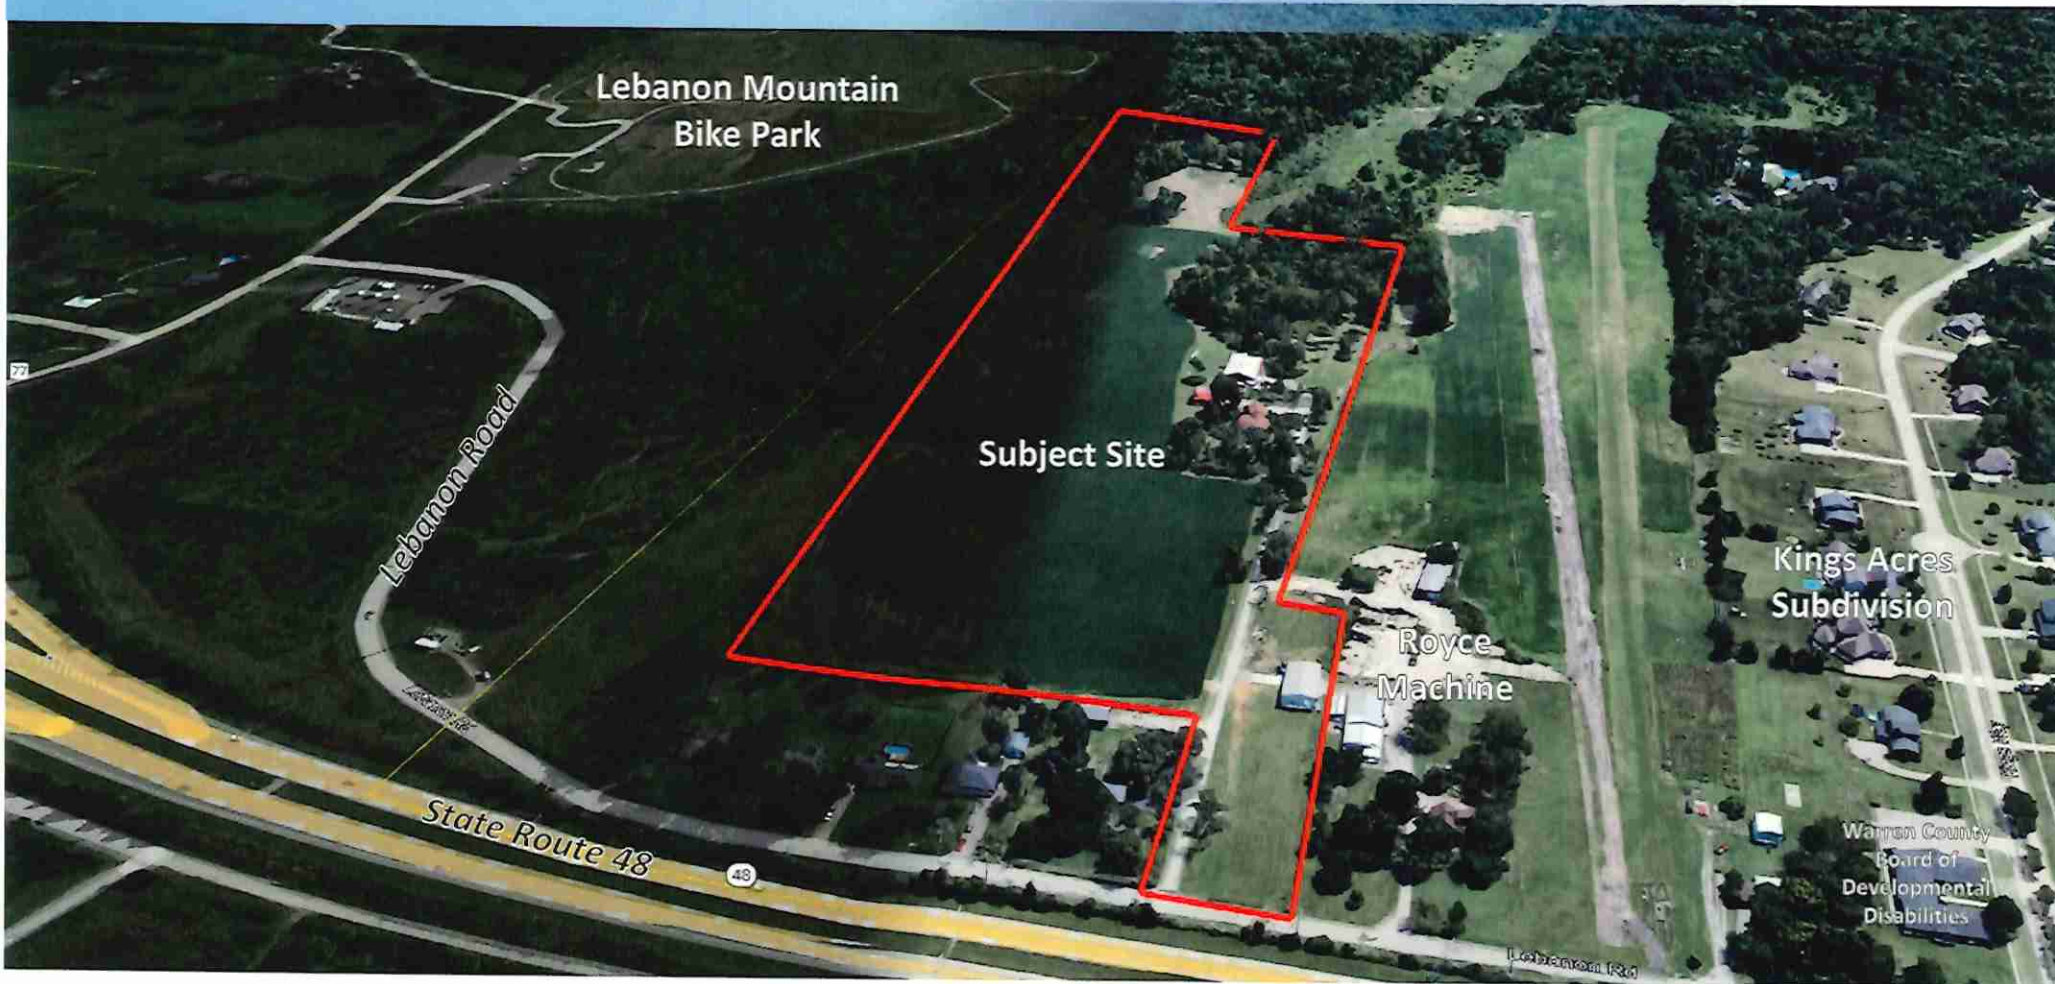 Lebanon Mountain
Bike Park
77
Lebanon Road
Subject Site
Kings Acres
Subdivision
Royce
Machine
State Route 48
48
Warren County
Board of
Developmental
Disabilities
Lebanon Rd